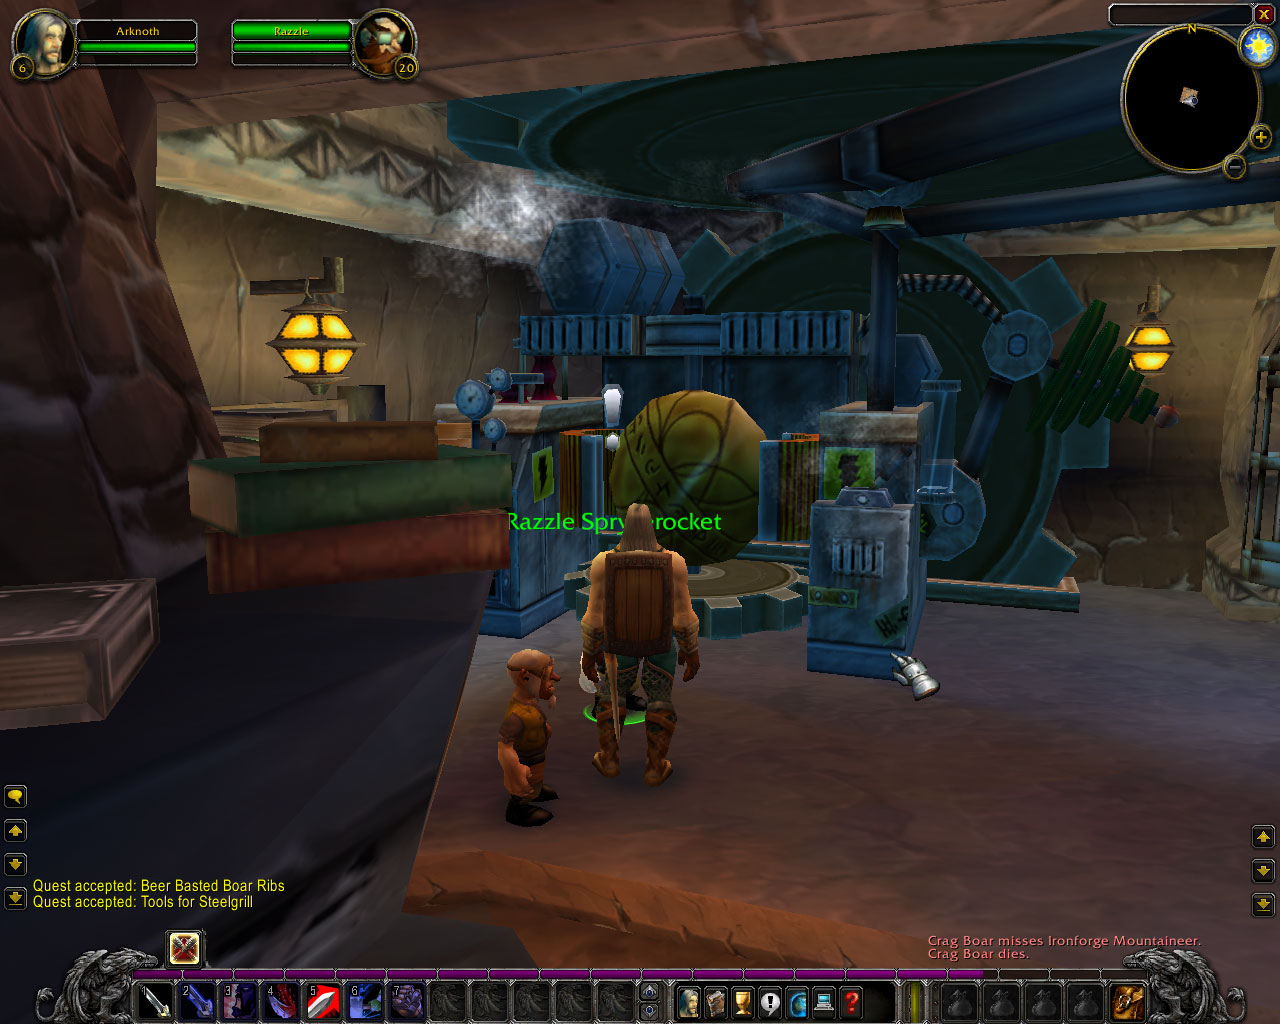 Arknoth
Razzle
6
20
N
Razzle Spry erocket
Quest accepted: Beer Basted Boar Ribs
Quest accepted: Tools for Steelgrill
Crag Boar misses Ironforge Mountaineer.
Crag Boar dies.
1 2 3 4 5 6 7